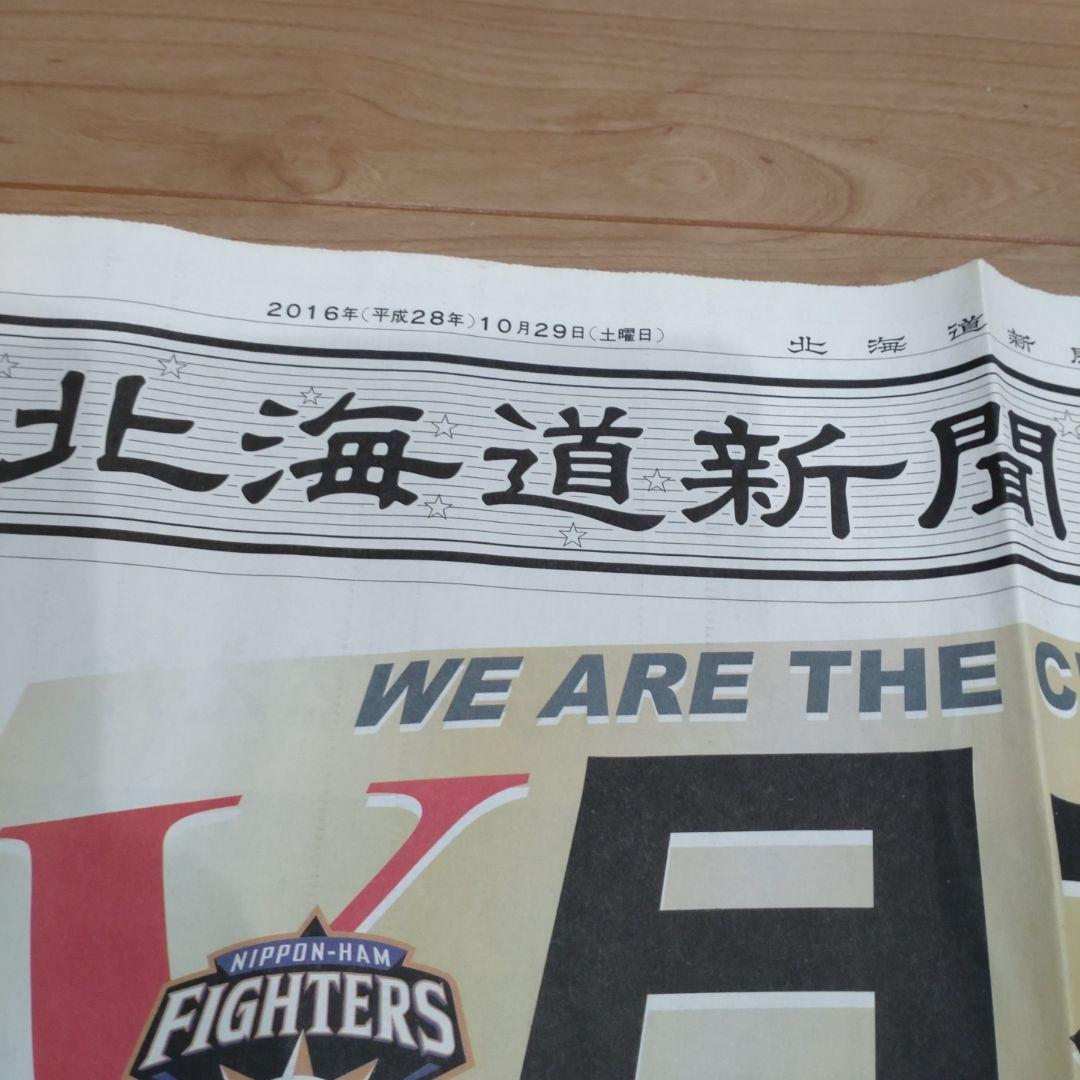 2016年(平成28年)10月29日(土曜日)
北海道新
北海道新聞
WE ARE THE
V
日
NIPPON-HAM
FIGHTERS